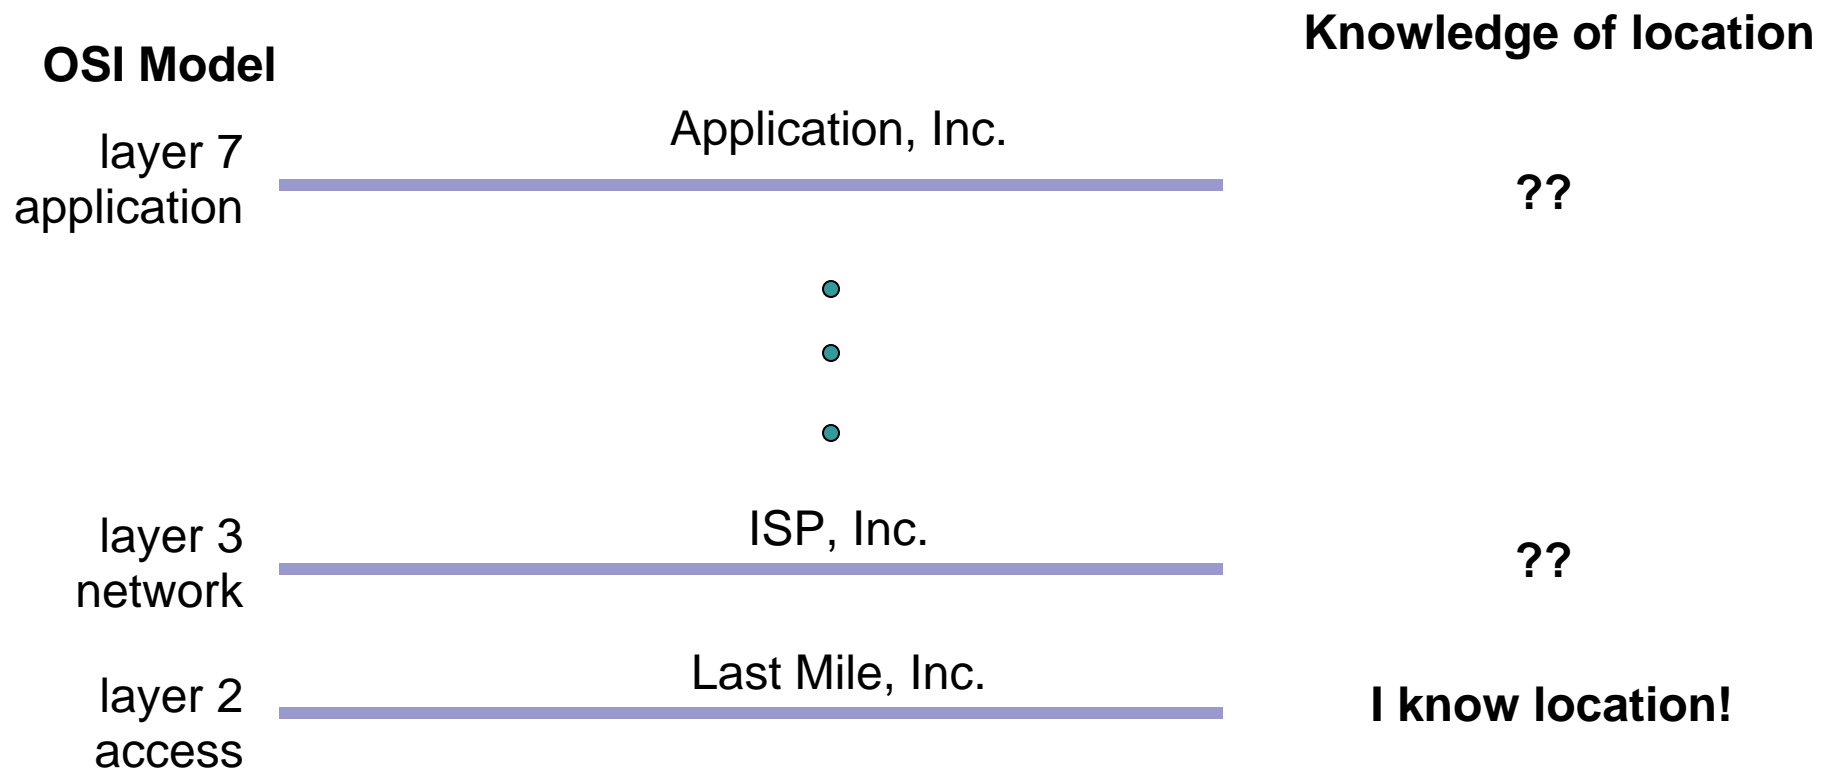 OSI Model
Knowledge of location
layer 7
application
Application, Inc.
??
layer 3
network
ISP, Inc.
??
layer 2
access
Last Mile, Inc.
I know location!